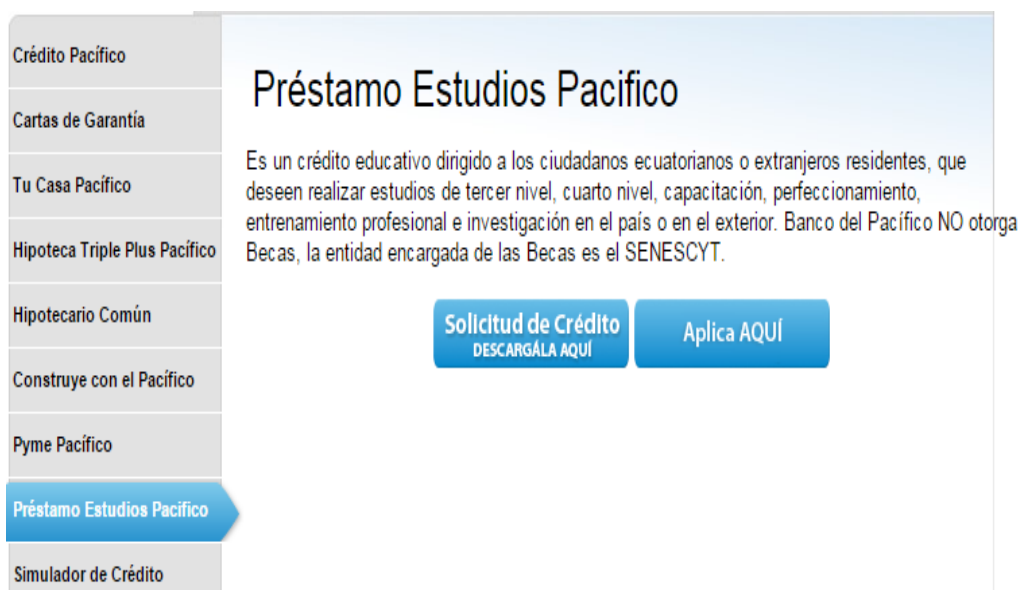 Crédito Pacífico
Cartas de Garantía
Tu Casa Pacífico
Hipoteca Triple Plus Pacífico
Hipotecario Común
Construye con el Pacífico
Pyme Pacífico
Préstamo Estudios Pacifico
Simulador de Crédito
Préstamo Estudios Pacifico
Es un crédito educativo dirigido a los ciudadanos ecuatorianos o extranjeros residentes, que
deseen realizar estudios de tercer nivel, cuarto nivel, capacitación, perfeccionamiento,
entrenamiento profesional e investigación en el país o en el exterior. Banco del Pacífico NO otorga
Becas, la entidad encargada de las Becas es el SENESCYT.
Solicitud de Crédito
DESCARGÁLA AQUÍ
Aplica AQUÍ